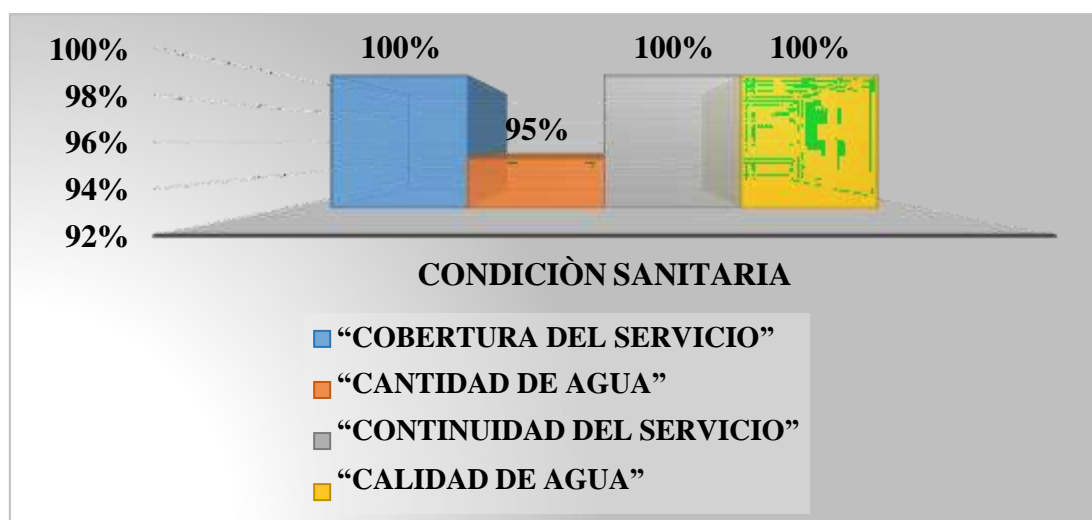 100%
98%
96%
94%
92%
100%
95%
100%
100%
CONDICIÒN SANITARIA
“COBERTURA DEL SERVICIO”
“CANTIDAD DE AGUA”
“CONTINUIDAD DEL SERVICIO”
“CALIDAD DE AGUA”